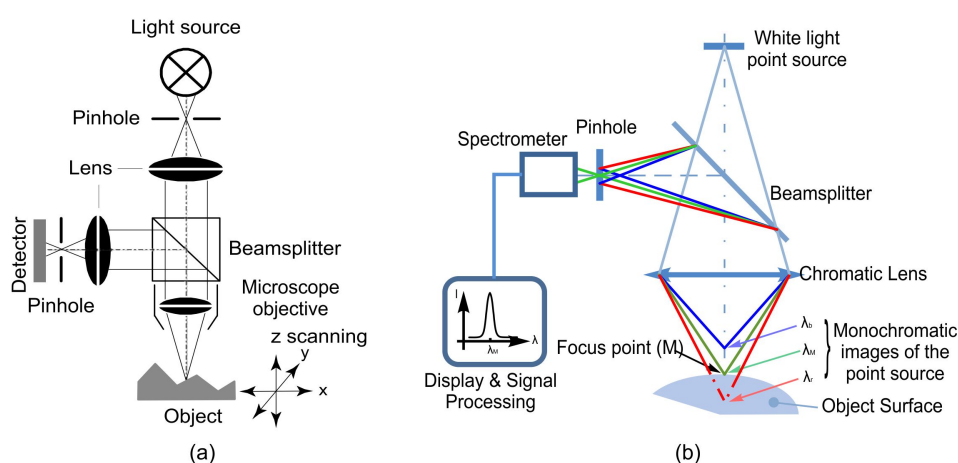 Light source
Pinhole
Lens
Detector
Pinhole
Beamsplitter
Microscope
objective
z scanning
y
x
Object
(a)
White light
point source
Pinhole
Spectrometer
Beamsplitter
Chromatic Lens
I
λM
λ
Display & Signal
Processing
Focus point (M)
λb
λM
λr
Monochromatic
images of the
point source
Object Surface
(b)